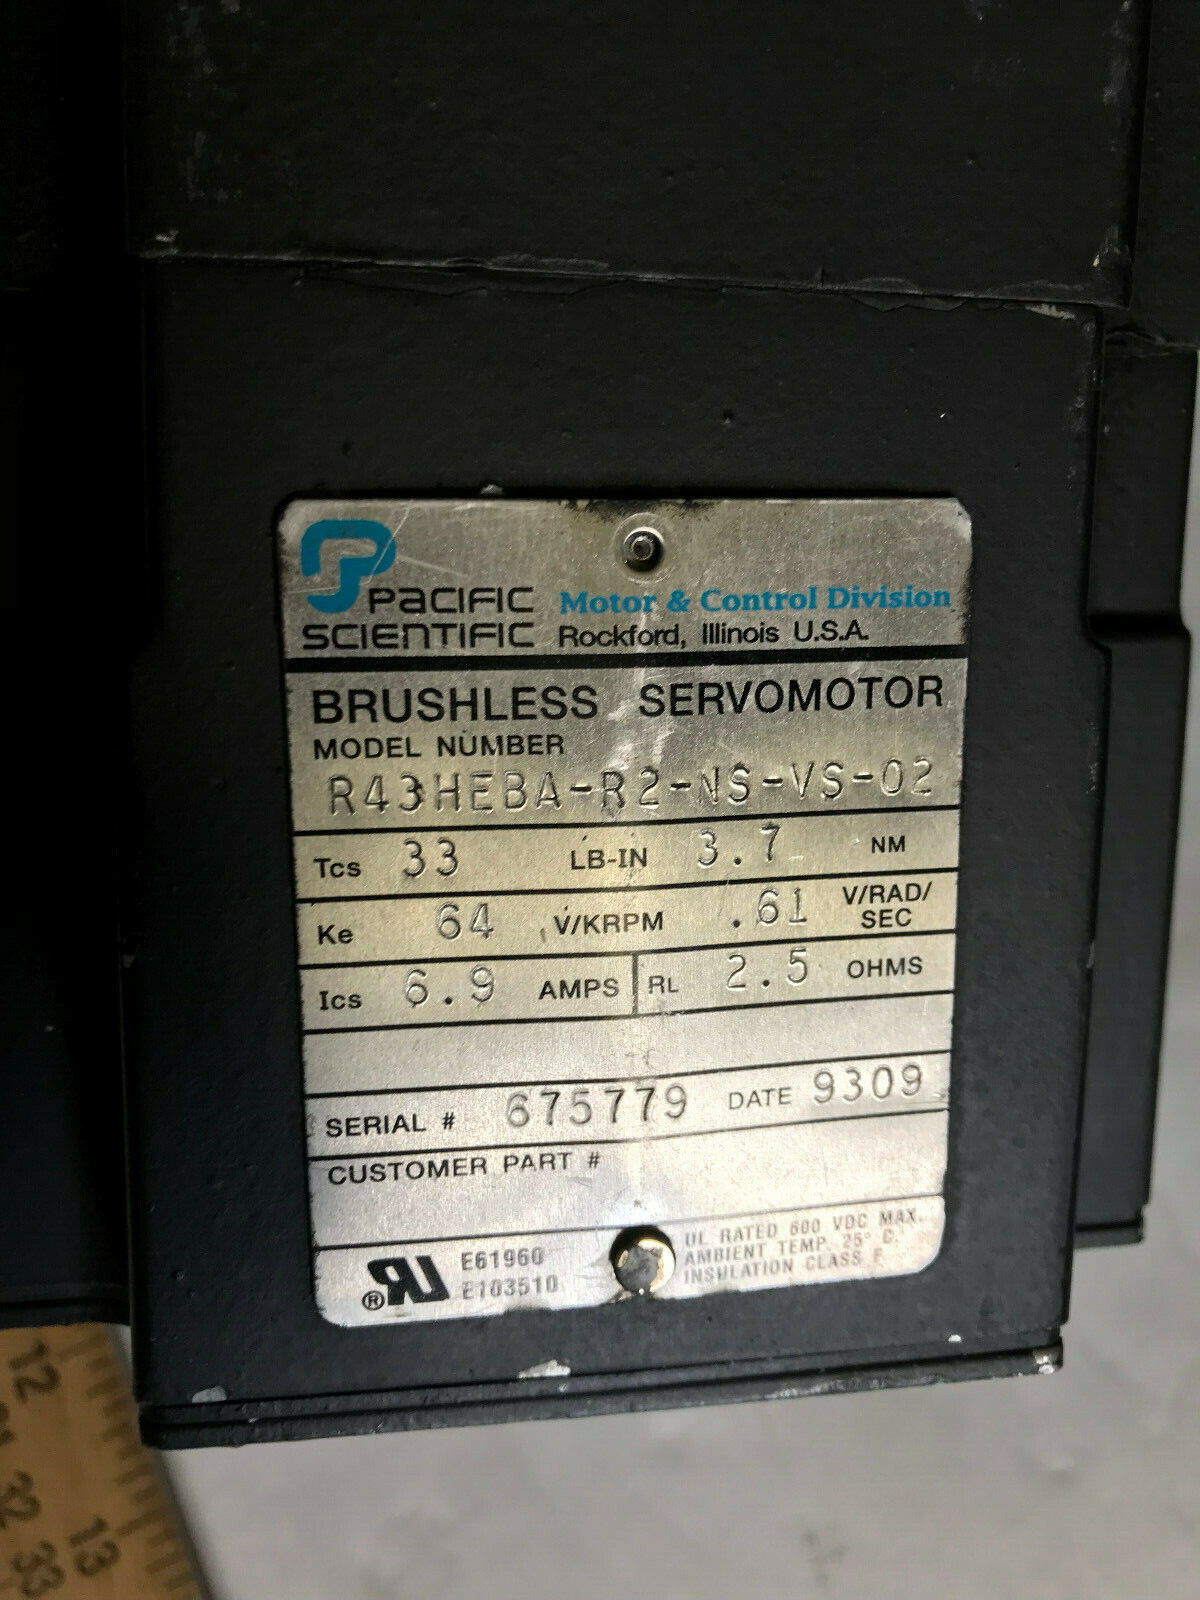 PACIFIC Motor & Control Division
SCIENTIFIC Rockford, Illinois U.S.A.
BRUSHLESS SERVOMOTOR
MODEL NUMBER
R43HEBA-R2-NS-VS-02
Tcs 33 LB-IN 3.7 NM
Ke 64 V/KRPM .61 V/RAD/
SEC
Ics 6.9 AMPS RL 2.5 OHMS
SERIAL # 675779 DATE 9309
CUSTOMER PART #
E61960
® E103510
UL RATED 600 VDC MAX.
AMBIENT TEMP. 25° C.
INSULATION CLASS F
12
32
13
33